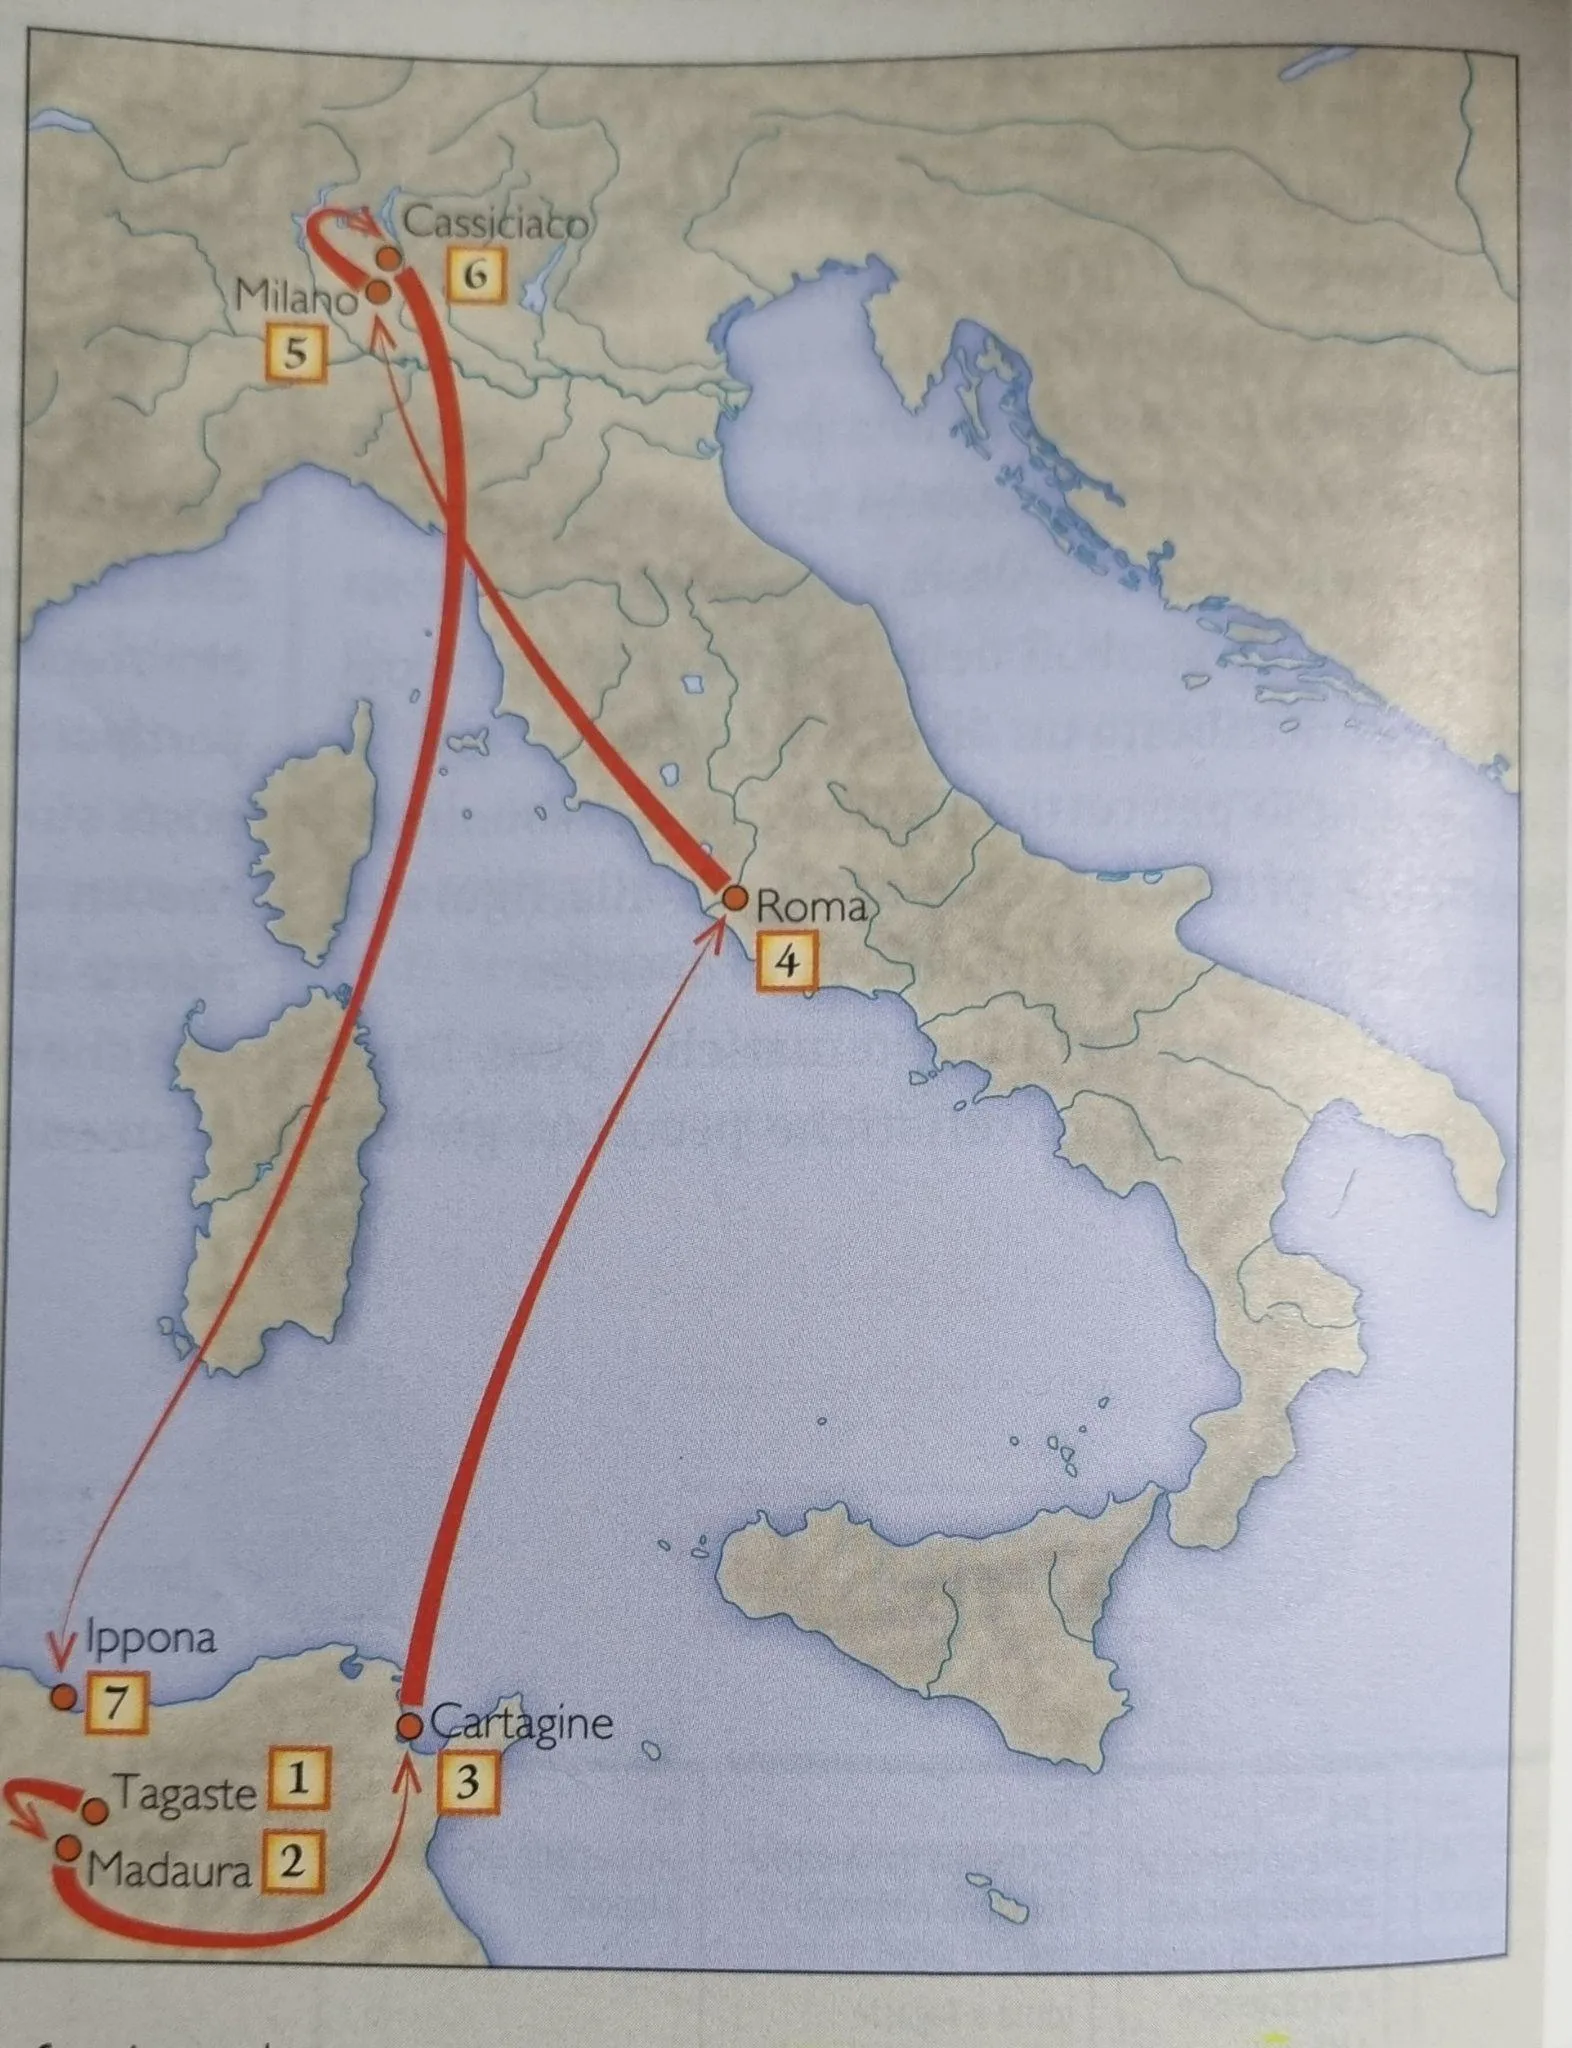 Cassiciaco
6
Milano
5
Roma
4
Ippona
7
Cartagine
3
Tagaste 1
Madaura 2